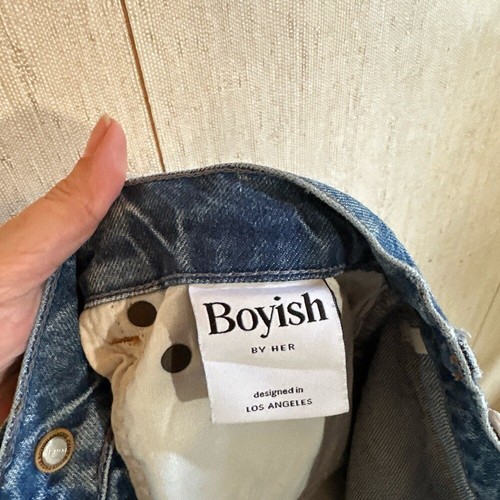 Boyish
BY HER
designed in
LOS ANGELES